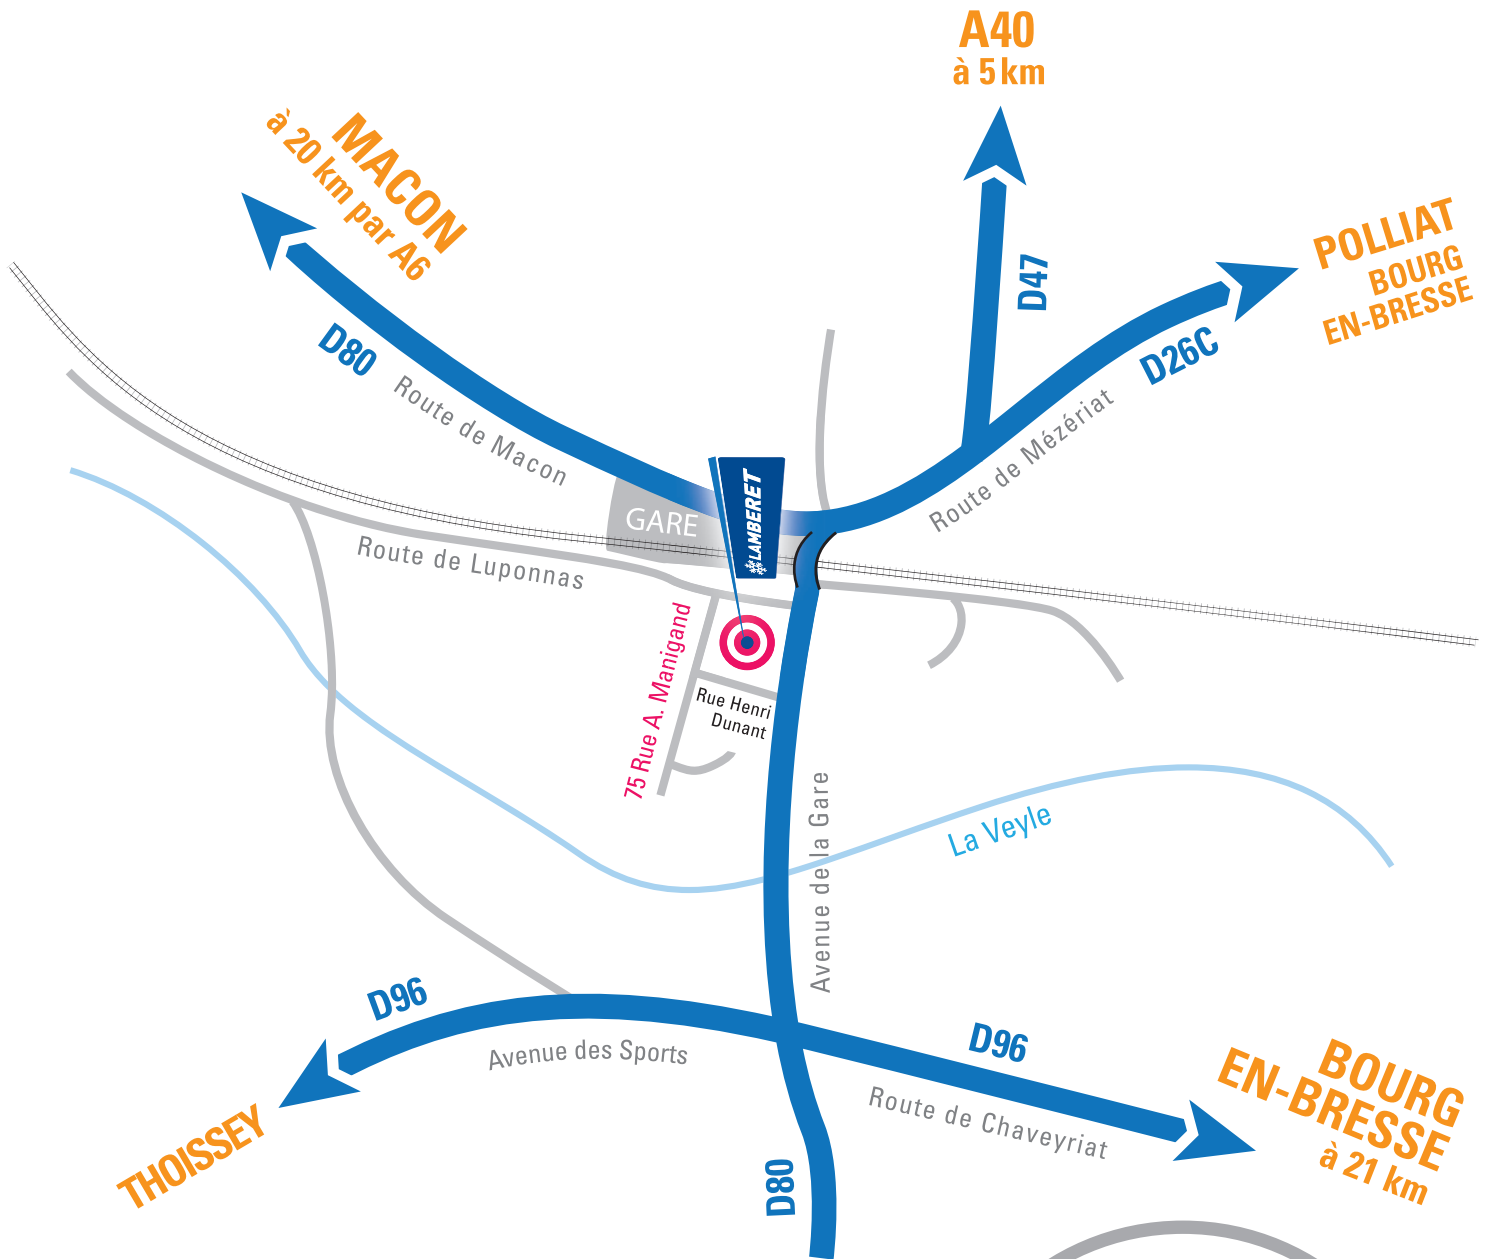 A40
à 5 km
MACON
à 20 km par A6
POLLIAT
BOURG
EN-BRESSE
D47
D26C
D80
Route de Macon
Route de Mézériat
LAMBERET
GARE
Route de Luponnas
75 Rue A. Manigand
Rue Henri
Dunant
Avenue de la Gare
La Veyle
D96
Avenue des Sports
D96
Route de Chaveyriat
BOURG
EN-BRESSE
à 21 km
THOISSEY
D80